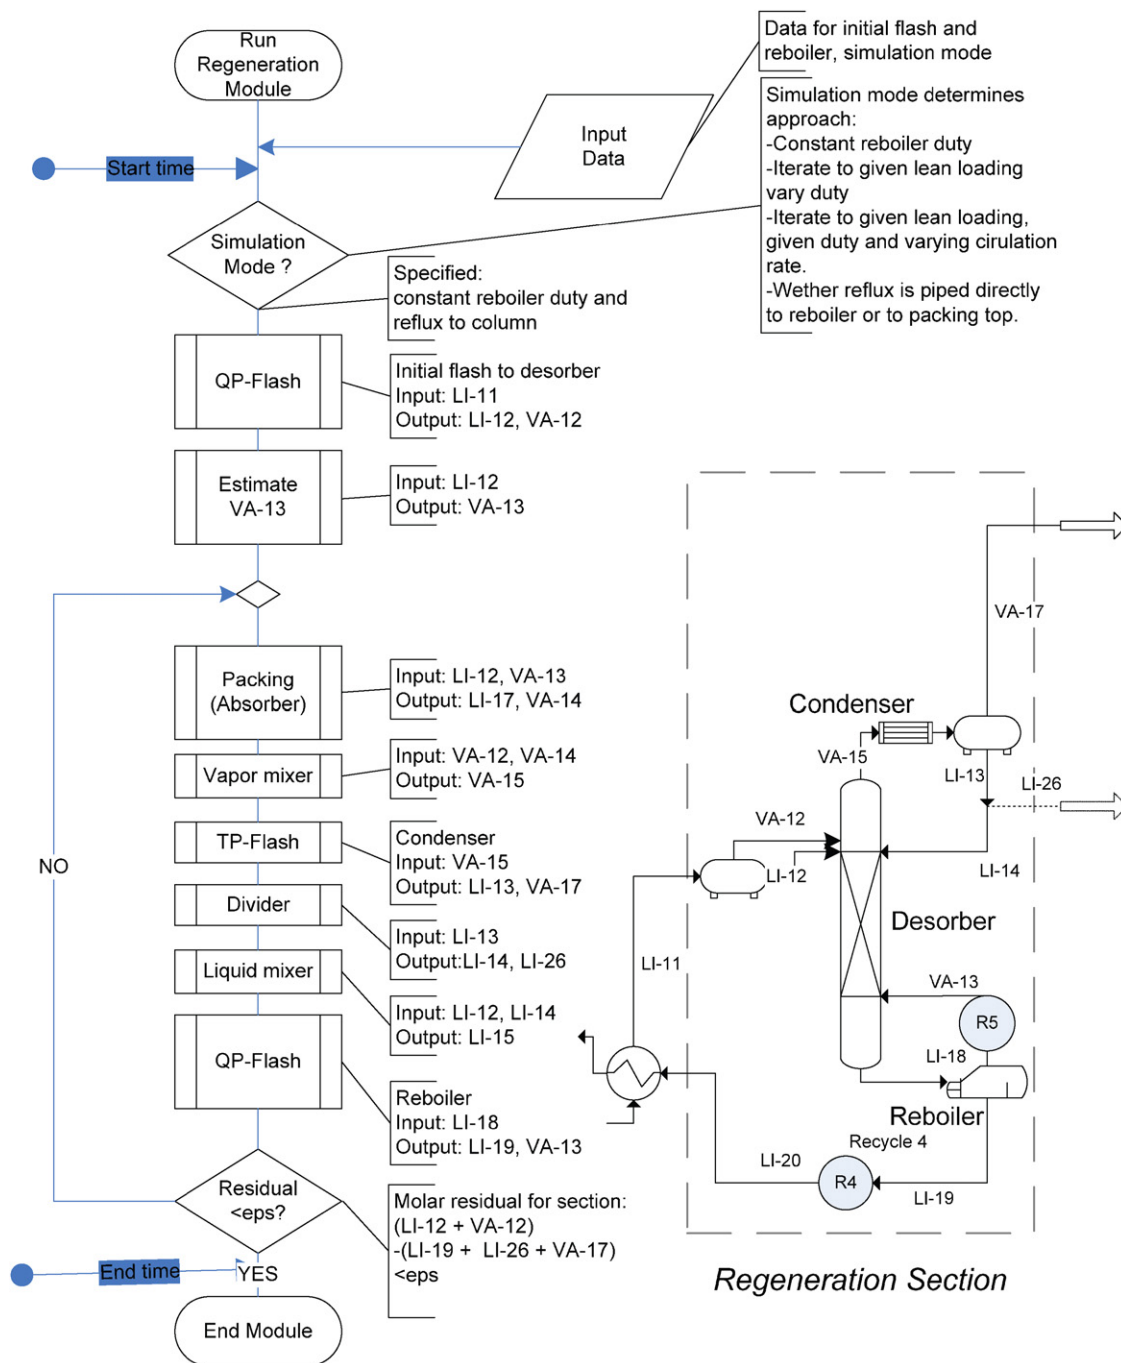 Run
Regeneration
Module
Data for initial flash and
reboiler, simulation mode
Input
Data
Start time
Simulation mode determines
approach:
-Constant reboiler duty
-Iterate to given lean loading
vary duty
-Iterate to given lean loading,
given duty and varying cirulation
rate.
-Wether reflux is piped directly
to reboiler or to packing top.
Simulation
Mode ?
Specified:
constant reboiler duty and
reflux to column
QP-Flash
Initial flash to desorber
Input: LI-11
Output: LI-12, VA-12
Estimate
VA-13
Input: LI-12
Output: VA-13
Packing
(Absorber)
Input: LI-12, VA-13
Output: LI-17, VA-14
Vapor mixer
Input: VA-12, VA-14
Output: VA-15
TP-Flash
Condenser
Input: VA-15
Output: LI-13, VA-17
NO
Divider
Input: LI-13
Output:LI-14, LI-26
Liquid mixer
Input: LI-12, LI-14
Output: LI-15
QP-Flash
Reboiler
Input: LI-18
Output: LI-19, VA-13
Residual
<eps?
Molar residual for section:
(LI-12 + VA-12)
-(LI-19 + LI-26 + VA-17)
<eps
End time
YES
End Module
VA-17
Condenser
VA-15
LI-13
LI-26
VA-12
LI-12
LI-14
Desorber
LI-11
VA-13
R5
LI-18
Reboiler
Recycle 4
LI-20
R4
LI-19
Regeneration Section